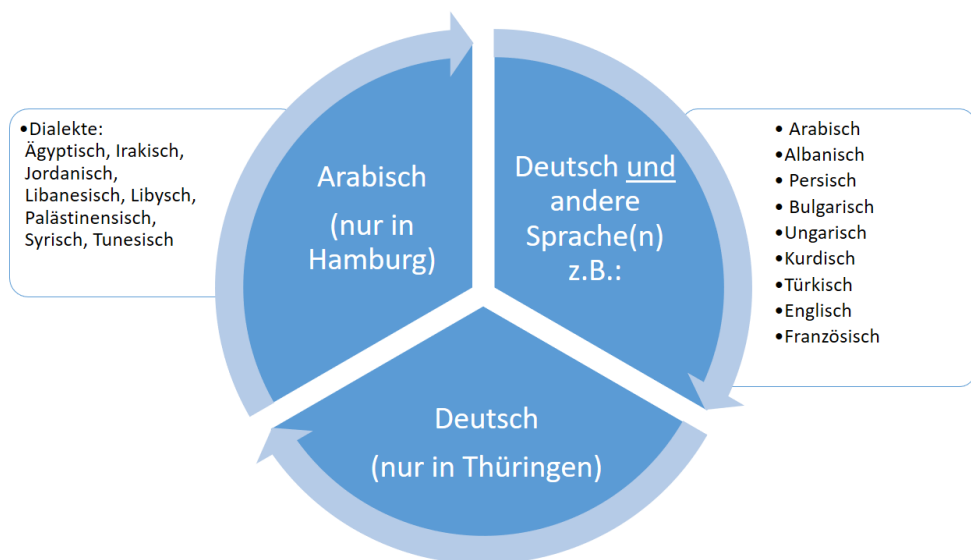 •Dialekte:
Ägyptisch, Irakisch,
Jordanisch,
Libanesisch, Libysch,
Palästinensisch,
Syrisch, Tunesisch
Arabisch
(nur in
Hamburg)
Deutsch und
andere
Sprache(n)
z.B.:
• Arabisch
•Albanisch
• Persisch
• Bulgarisch
•Ungarisch
•Kurdisch
•Türkisch
•Englisch
•Französisch
Deutsch
(nur in Thüringen)